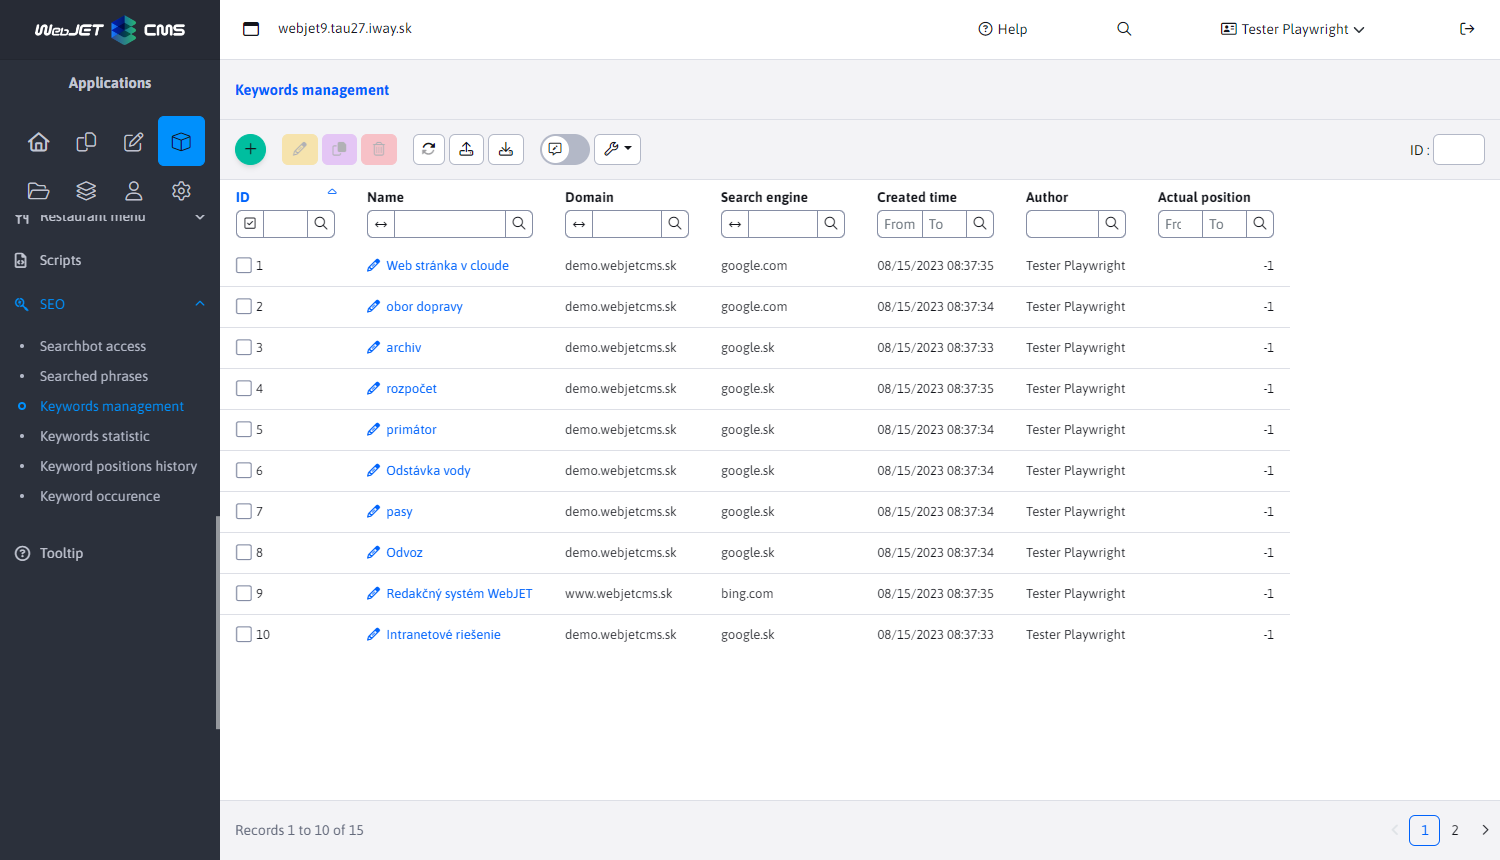 WebJET CMS
webjet9.tau27.iway.sk
Help
Tester Playwright
Applications
Keywords management
ID :
Restaurant menu
Scripts
SEO
Searchbot access
Searched phrases
Keywords management
Keywords statistic
Keyword positions history
Keyword occurence
Tooltip
ID Name Domain Search engine Created time Author Actual position
From To Frc To
1 Web stránka v cloude demo.webjetcms.sk google.com 08/15/2023 08:37:35 Tester Playwright -1
2 obor dopravy demo.webjetcms.sk google.com 08/15/2023 08:37:34 Tester Playwright -1
3 archiv demo.webjetcms.sk google.sk 08/15/2023 08:37:33 Tester Playwright -1
4 rozpočet demo.webjetcms.sk google.sk 08/15/2023 08:37:35 Tester Playwright -1
5 primátor demo.webjetcms.sk google.sk 08/15/2023 08:37:34 Tester Playwright -1
6 Odstávka vody demo.webjetcms.sk google.sk 08/15/2023 08:37:34 Tester Playwright -1
7 pasy demo.webjetcms.sk google.sk 08/15/2023 08:37:34 Tester Playwright -1
8 Odvoz demo.webjetcms.sk google.sk 08/15/2023 08:37:34 Tester Playwright -1
9 Redakčný systém WebJET www.webjetcms.sk bing.com 08/15/2023 08:37:35 Tester Playwright -1
10 Intranetové riešenie demo.webjetcms.sk google.sk 08/15/2023 08:37:33 Tester Playwright -1
Records 1 to 10 of 15
1 2